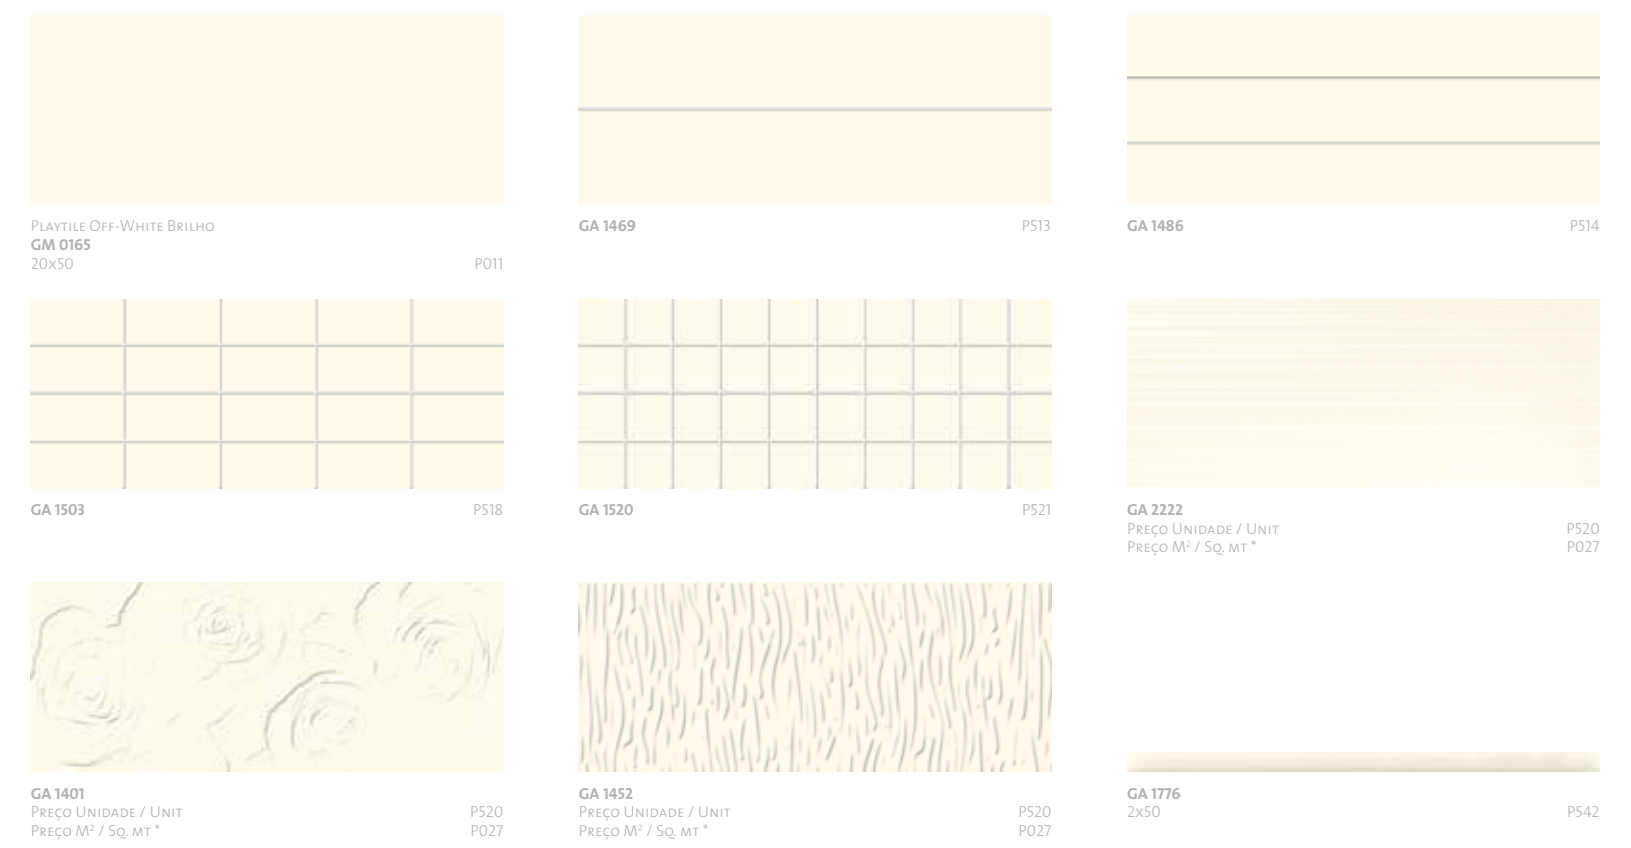 Playtile Off-White Brilho
GM 0165
20x50 P011
GA 1469 P513
GA 1486 P514
GA 1503 P518
GA 1520 P521
GA 2222
Preço Unidade / Unit P520
Preço M² / Sq. mt * P027
GA 1401
Preço Unidade / Unit P520
Preço M² / Sq. mt * P027
GA 1452
Preço Unidade / Unit P520
Preço M² / Sq. mt * P027
GA 1776
2x50 P542